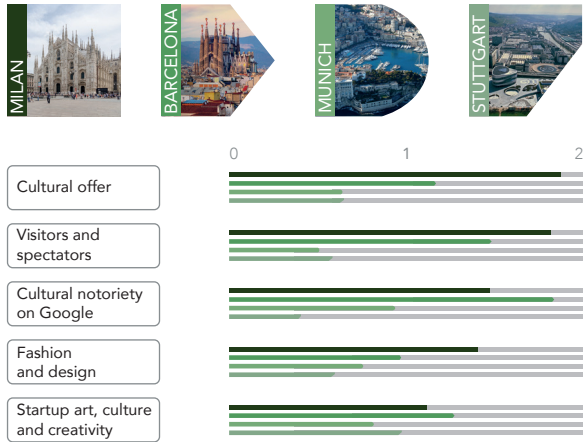 MILAN
BARCELONA
MUNICH
STUTTGART
0 1 2
Cultural offer
Visitors and
spectators
Cultural notoriety
on Google
Fashion
and design
Startup art, culture
and creativity